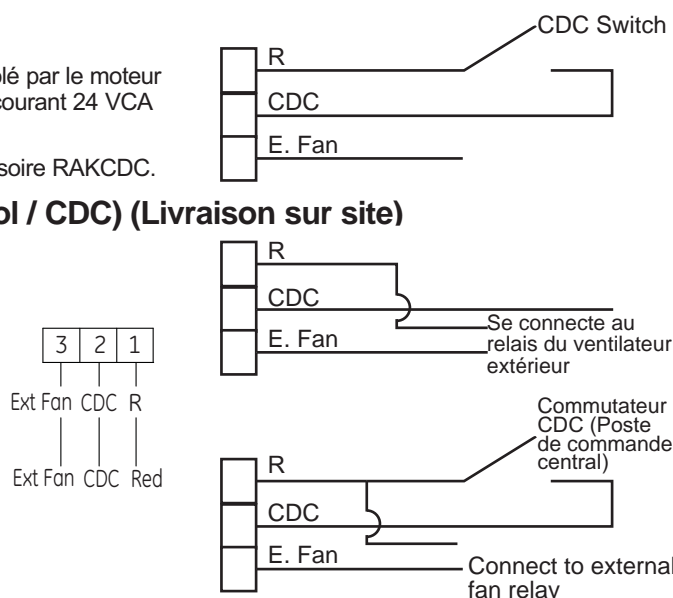 CDC Switch
R
CDC
E. Fan
lé par le moteur
courant 24 VCA
soire RAKCDC.
ol / CDC) (Livraison sur site)
R
CDC
E. Fan
Se connecte au
relais du ventilateur
extérieur
3 2 1
Ext Fan CDC R
Ext Fan CDC Red
Commutateur
CDC (Poste
de commande
central)
R
CDC
E. Fan
Connect to external
fan relay